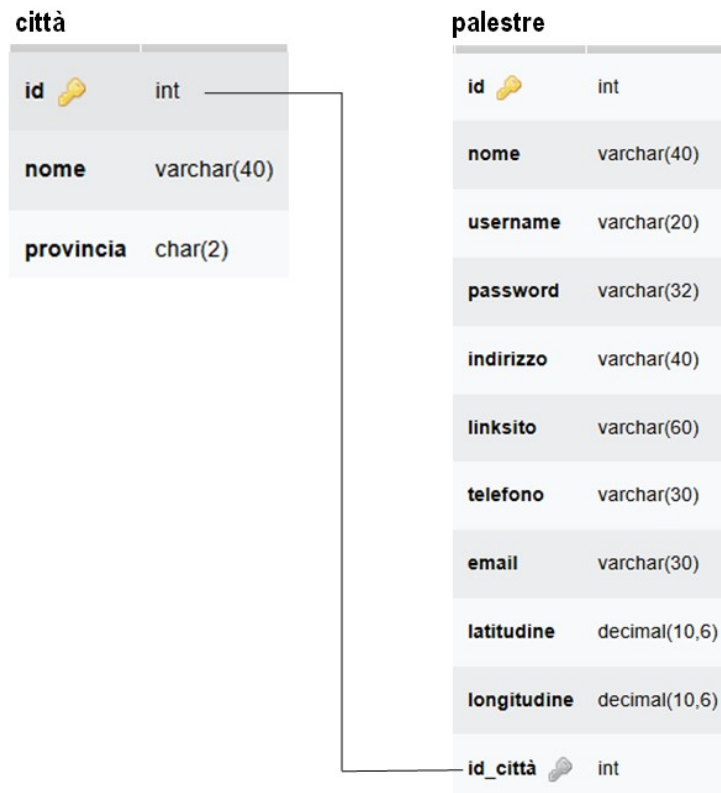 città
id int
nome varchar(40)
provincia char(2)
palestre
id int
nome varchar(40)
username varchar(20)
password varchar(32)
indirizzo varchar(40)
linksito varchar(60)
telefono varchar(30)
email varchar(30)
latitudine decimal(10,6)
longitudine decimal(10,6)
id_città int